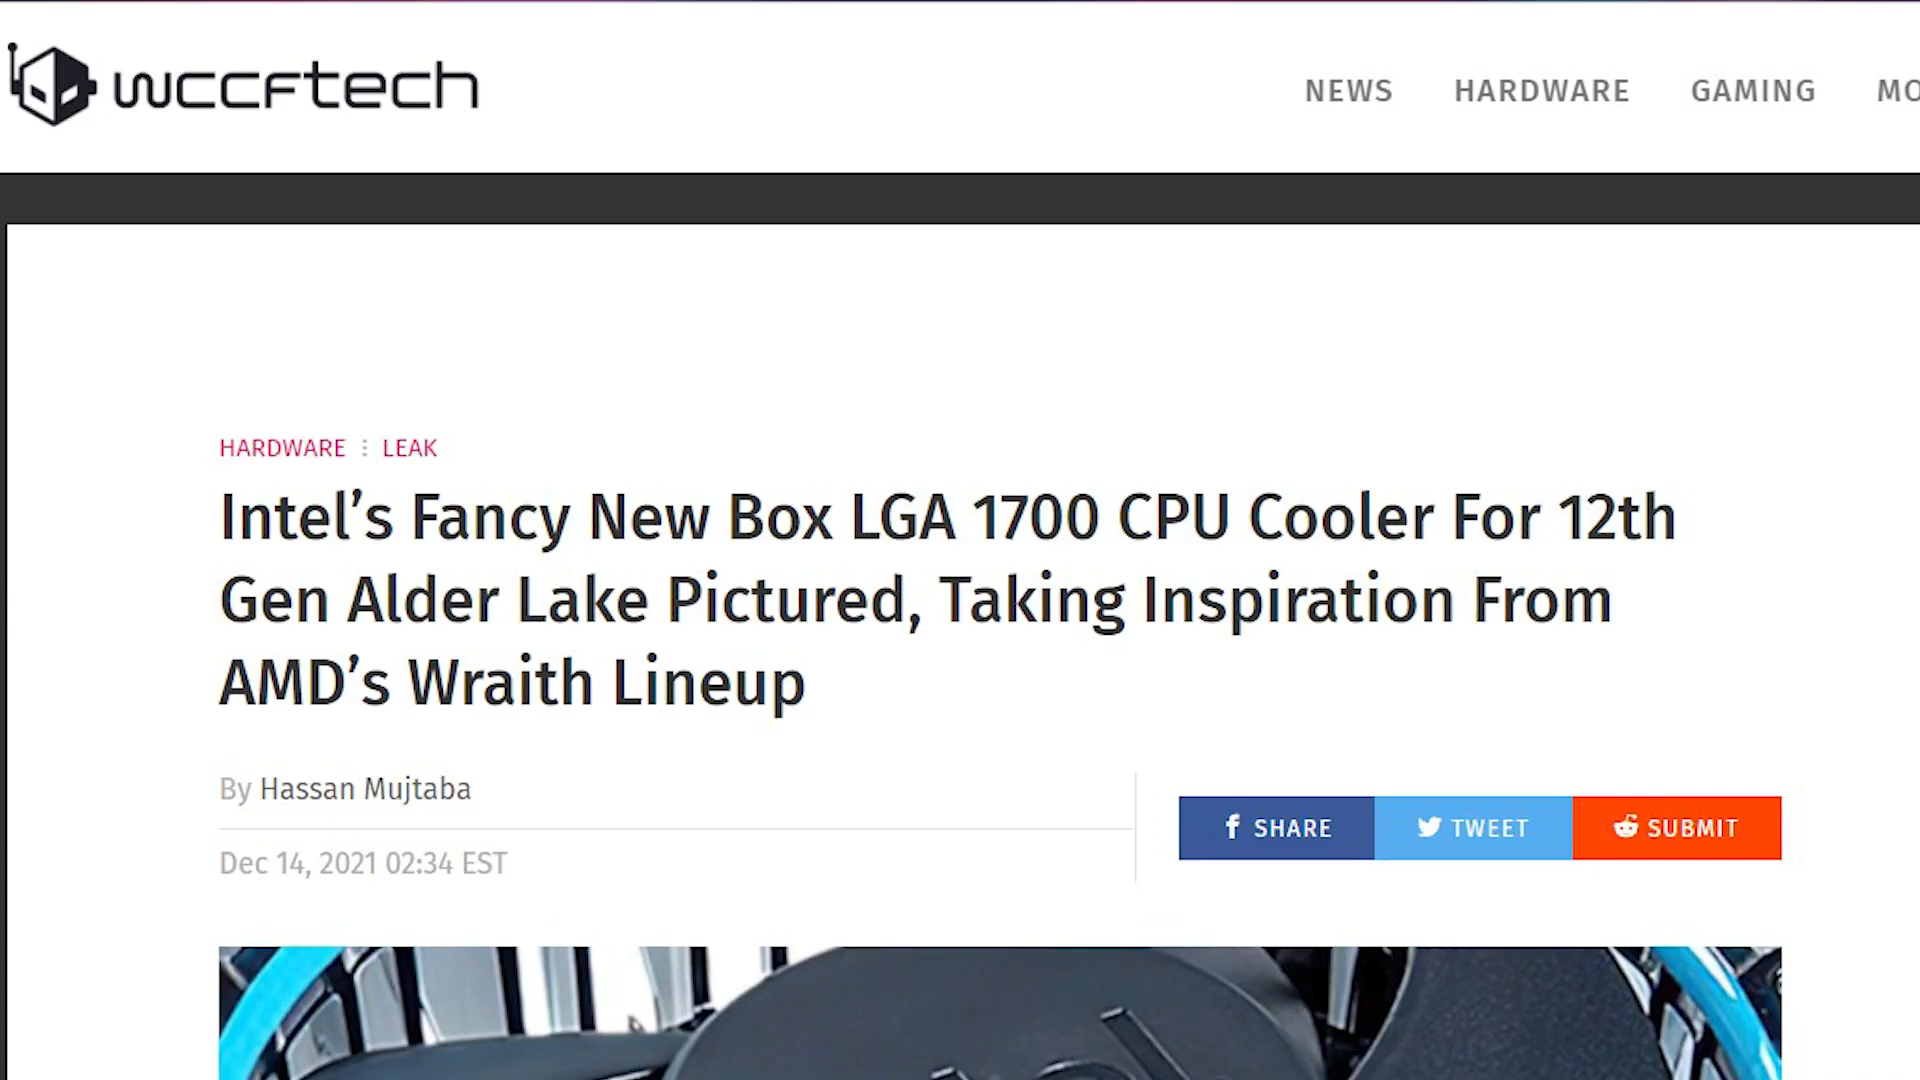 wccftech
NEWS HARDWARE GAMING MO
HARDWARE ⋮ LEAK
Intel’s Fancy New Box LGA 1700 CPU Cooler For 12th
Gen Alder Lake Pictured, Taking Inspiration From
AMD’s Wraith Lineup
By Hassan Mujtaba
Dec 14, 2021 02:34 EST
SHARE TWEET SUBMIT